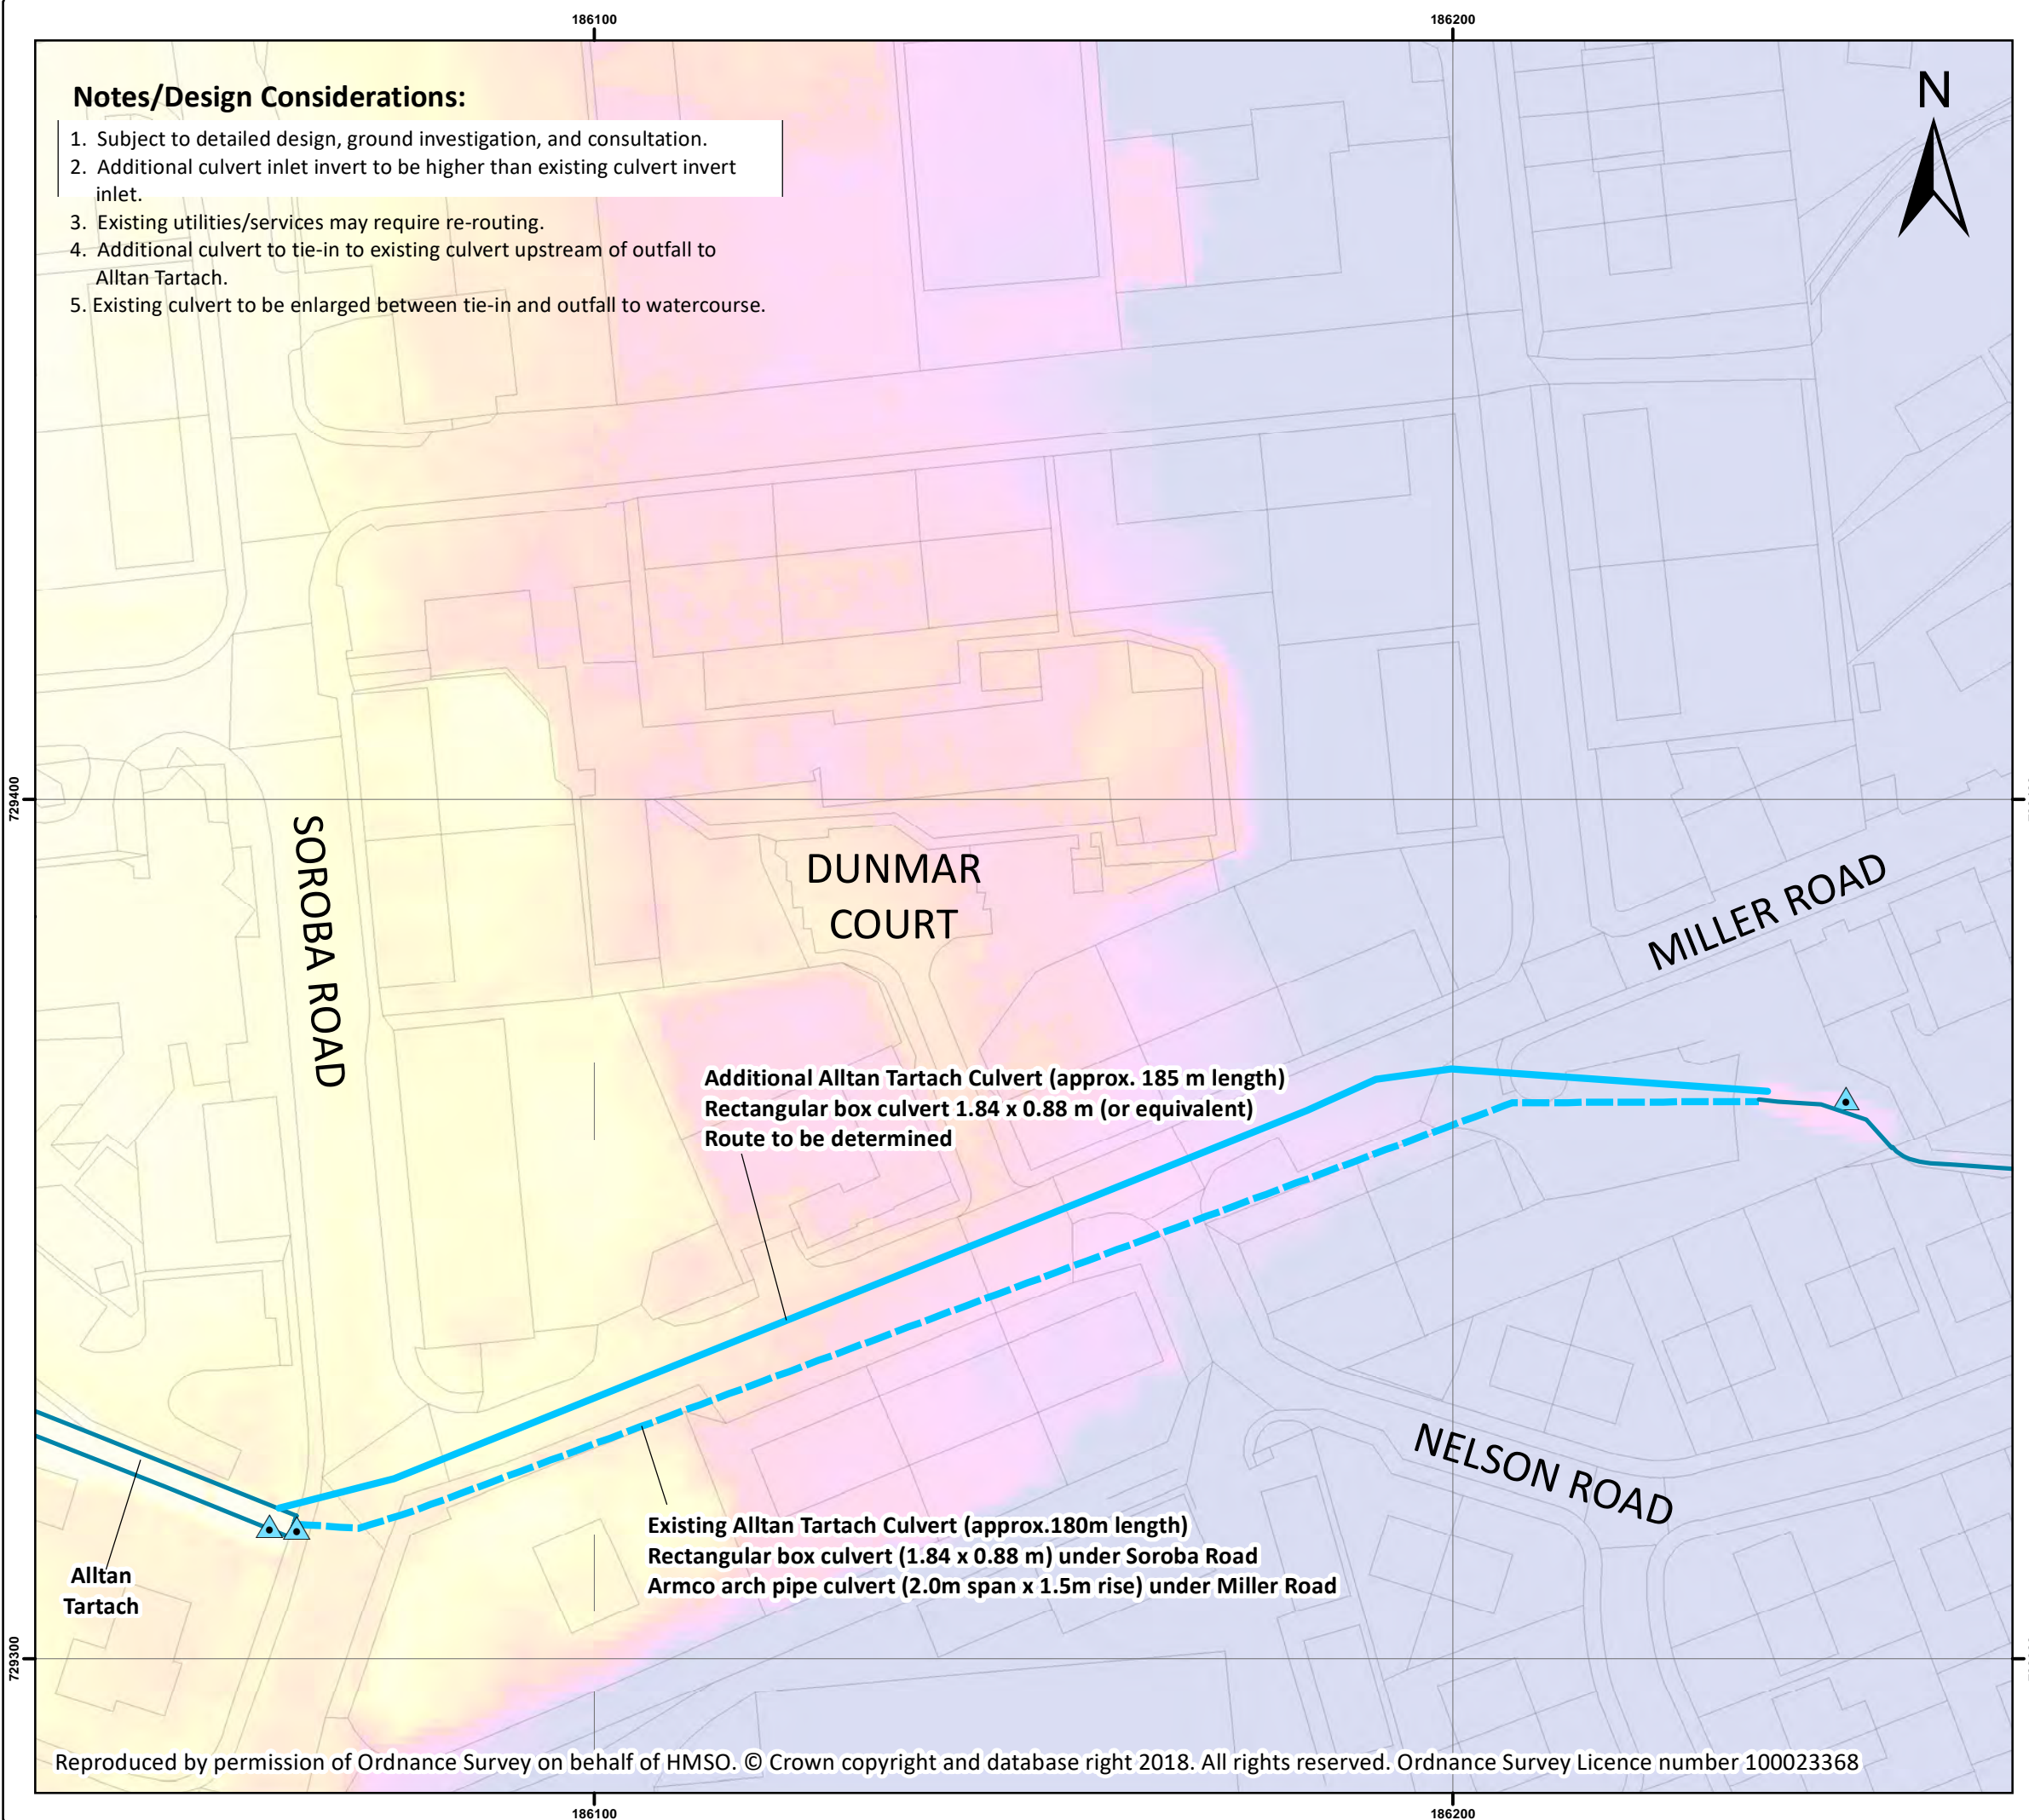 186100
186200
Notes/Design Considerations:
1. Subject to detailed design, ground investigation, and consultation.
2. Additional culvert inlet invert to be higher than existing culvert invert
inlet.
3. Existing utilities/services may require re-routing.
4. Additional culvert to tie-in to existing culvert upstream of outfall to
Alltan Tartach.
5. Existing culvert to be enlarged between tie-in and outfall to watercourse.
N
729400
SOROBA ROAD
DUNMAR
COURT
MILLER ROAD
Additional Alltan Tartach Culvert (approx. 185 m length)
Rectangular box culvert 1.84 x 0.88 m (or equivalent)
Route to be determined
NELSON ROAD
Existing Alltan Tartach Culvert (approx.180m length)
Rectangular box culvert (1.84 x 0.88 m) under Soroba Road
Armco arch pipe culvert (2.0m span x 1.5m rise) under Miller Road
Alltan
Tartach
729300
Reproduced by permission of Ordnance Survey on behalf of HMSO. © Crown copyright and database right 2018. All rights reserved. Ordnance Survey Licence number 100023368
186100
186200